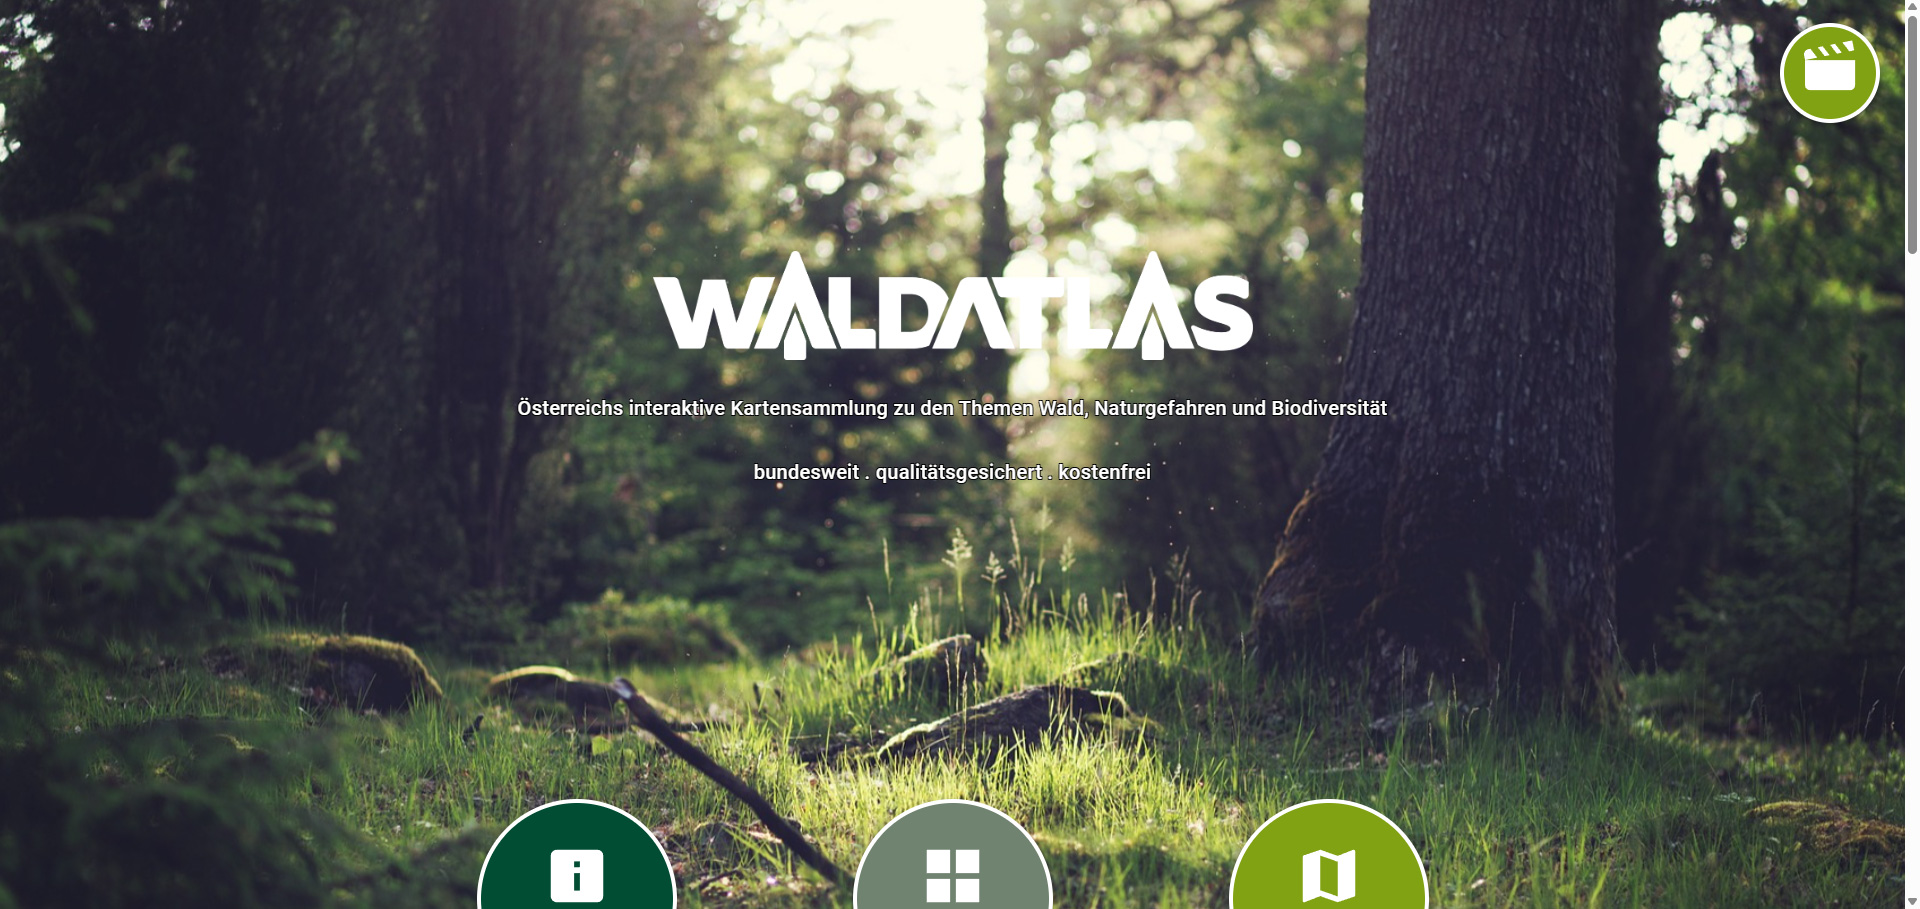 WALDATLAS
Österreichs interaktive Kartensammlung zu den Themen Wald, Naturgefahren und Biodiversität
bundesweit . qualitätsgesichert . kostenfrei